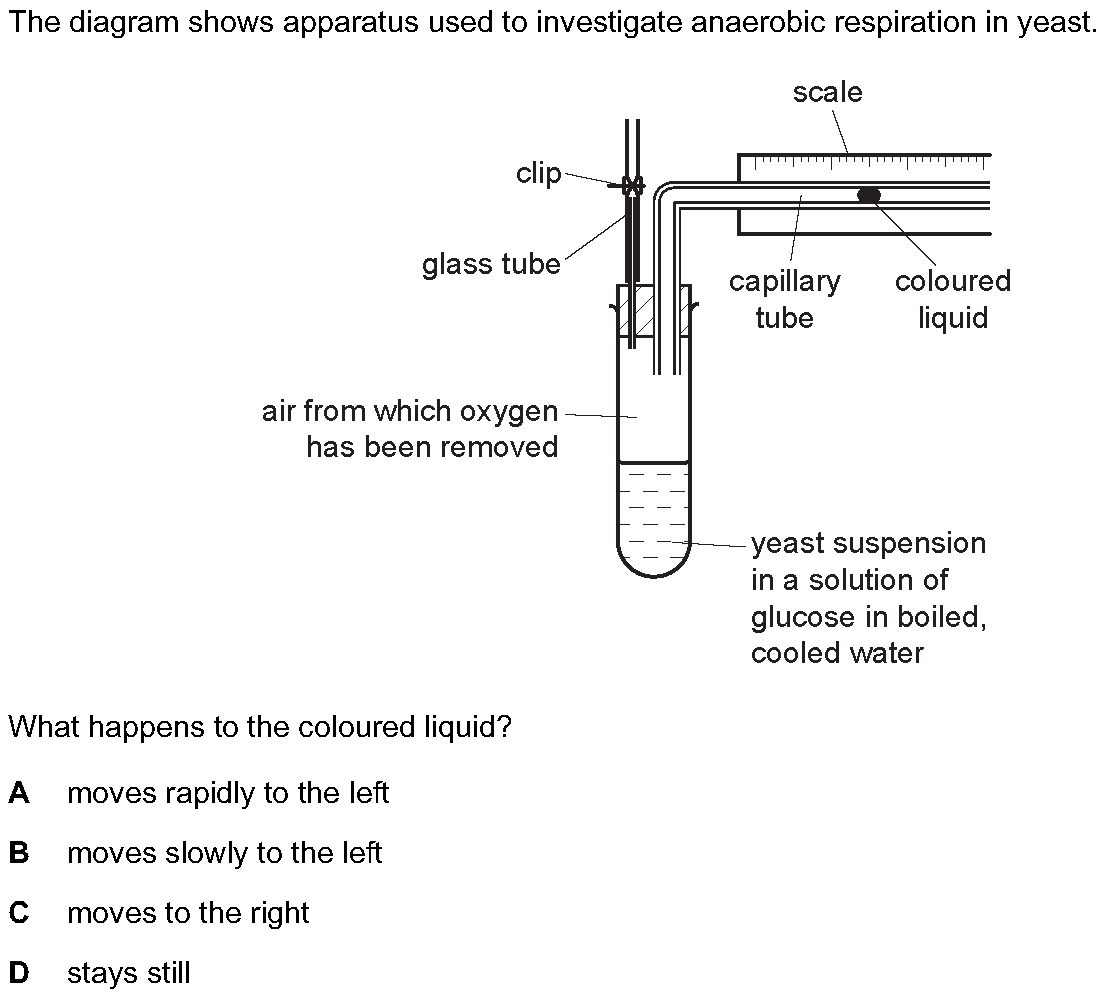 The diagram shows apparatus used to investigate anaerobic respiration in yeast.
scale
clip
glass tube
capillary
tube
coloured
liquid
air from which oxygen
has been removed
yeast suspension
in a solution of
glucose in boiled,
cooled water
What happens to the coloured liquid?
A moves rapidly to the left
B moves slowly to the left
C moves to the right
D stays still